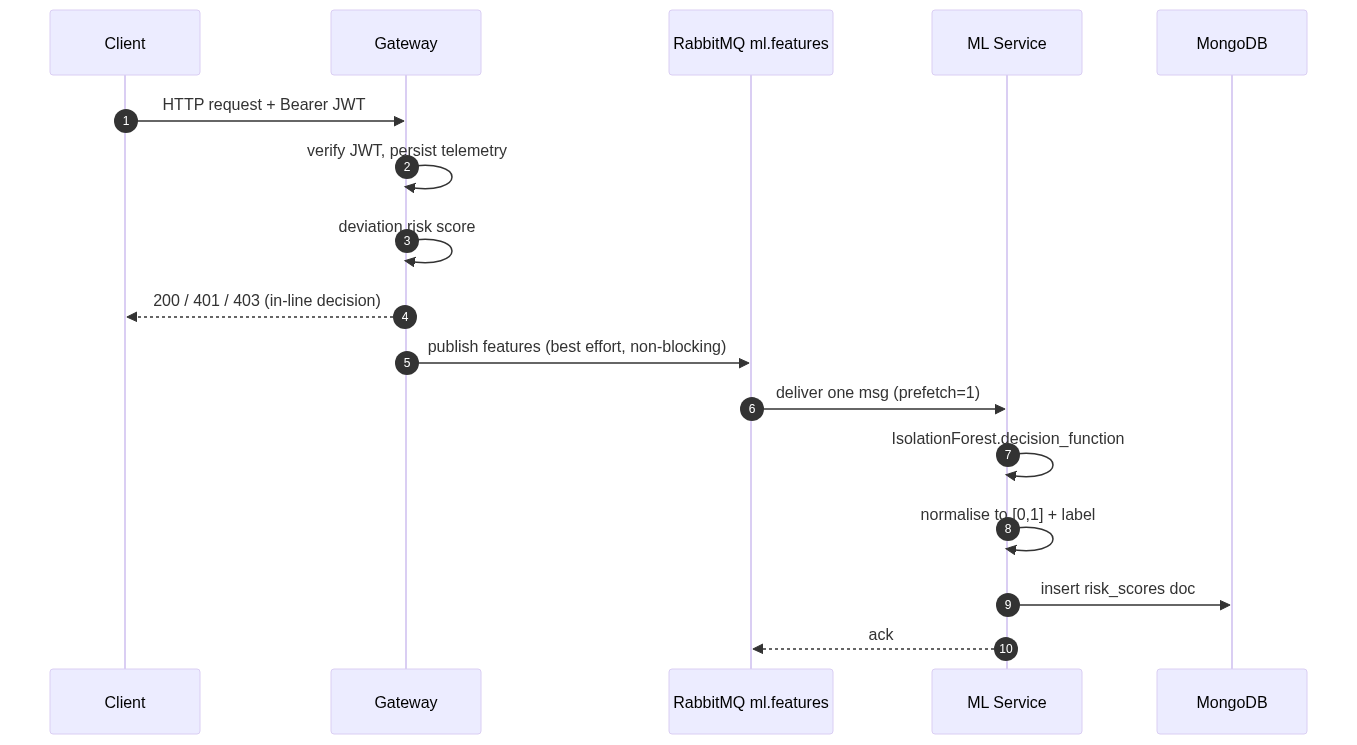 Client
Gateway
RabbitMQ ml.features
ML Service
MongoDB
HTTP request + Bearer JWT
1
verify JWT, persist telemetry
2
deviation risk score
3
200 / 401 / 403 (in-line decision)
4
publish features (best effort, non-blocking)
5
deliver one msg (prefetch=1)
6
IsolationForest.decision_function
7
normalise to [0,1] + label
8
insert risk_scores doc
9
ack
10
Client
Gateway
RabbitMQ ml.features
ML Service
MongoDB